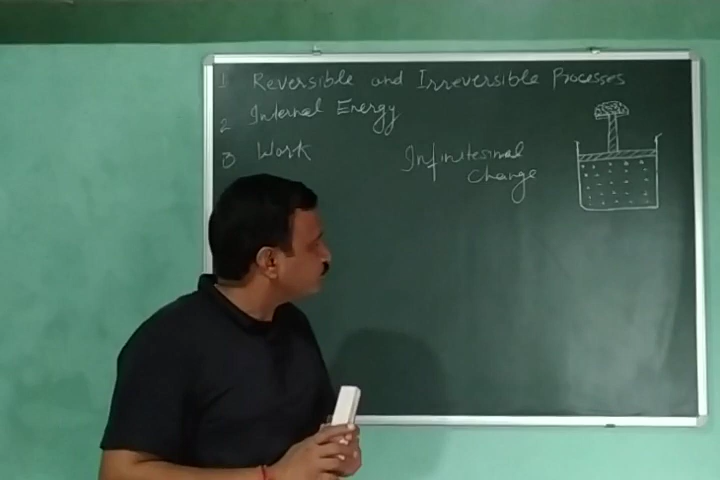 1 Reversible and Irreversible Processes
2 Internal Energy
3 Work
Infinitesimal
change